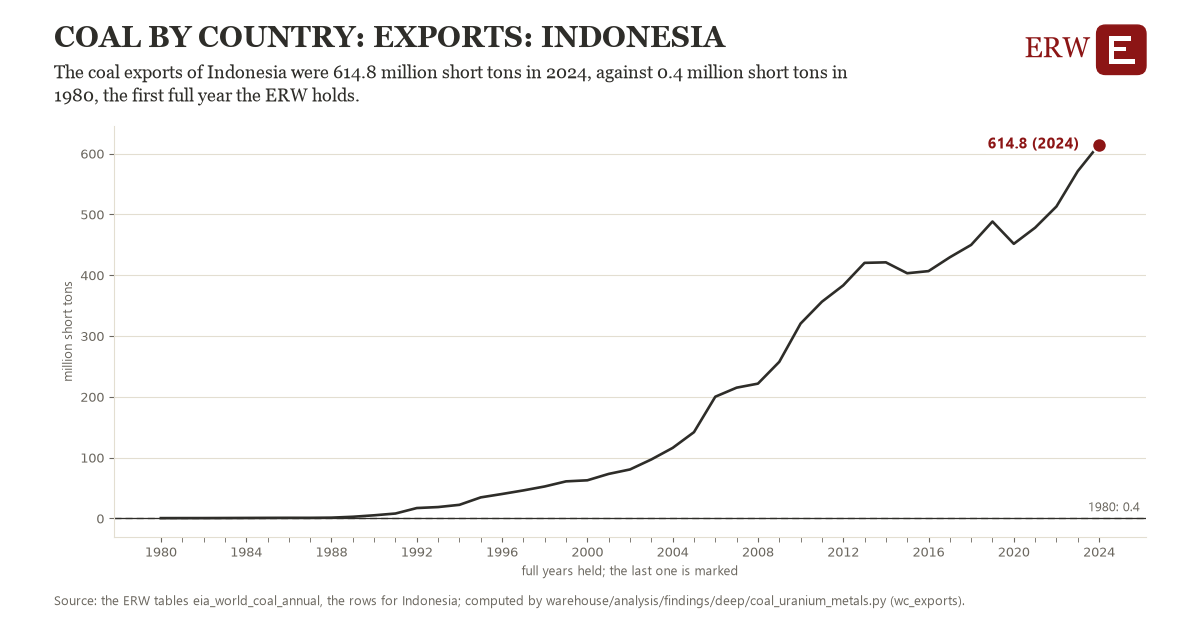 COAL BY COUNTRY: EXPORTS: INDONESIA
ERW E
The coal exports of Indonesia were 614.8 million short tons in 2024, against 0.4 million short tons in
1980, the first full year the ERW holds.
614.8 (2024)
600
500
400
300
200
100
0
million short tons
1980: 0.4
1980 1984 1988 1992 1996 2000 2004 2008 2012 2016 2020 2024
full years held; the last one is marked
Source: the ERW tables eia_world_coal_annual, the rows for Indonesia; computed by warehouse/analysis/findings/deep/coal_uranium_metals.py (wc_exports).